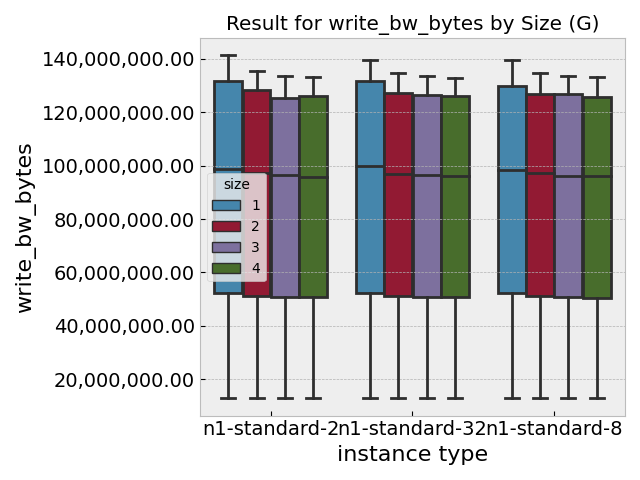 Result for write_bw_bytes by Size (G)
140,000,000.00
120,000,000.00
100,000,000.00
80,000,000.00
60,000,000.00
40,000,000.00
20,000,000.00
write_bw_bytes
size
1
2
3
4
n1-standard-2
n1-standard-32
n1-standard-8
instance type